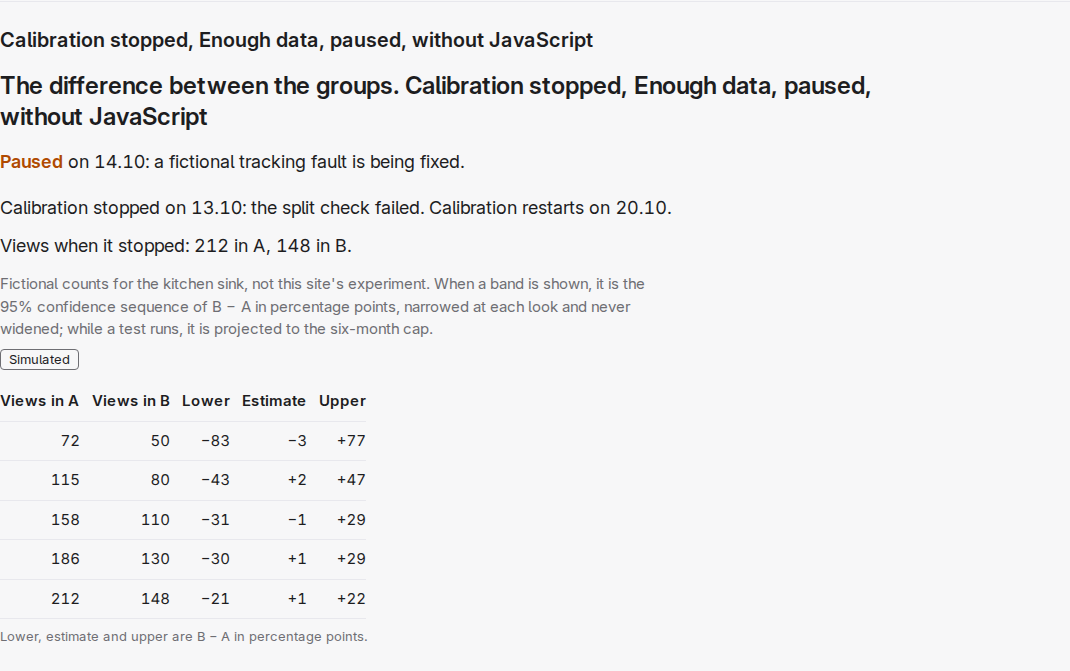 Calibration stopped, Enough data, paused, without JavaScript
The difference between the groups. Calibration stopped, Enough data, paused,
without JavaScript
Paused on 14.10: a fictional tracking fault is being fixed.
Calibration stopped on 13.10: the split check failed. Calibration restarts on 20.10.
Views when it stopped: 212 in A, 148 in B.
Fictional counts for the kitchen sink, not this site's experiment. When a band is shown, it is the
95% confidence sequence of B − A in percentage points, narrowed at each look and never
widened; while a test runs, it is projected to the six-month cap.
Simulated
Views in A Views in B Lower Estimate Upper
72 50 −83 −3 +77
115 80 −43 +2 +47
158 110 −31 −1 +29
186 130 −30 +1 +29
212 148 −21 +1 +22
Lower, estimate and upper are B − A in percentage points.